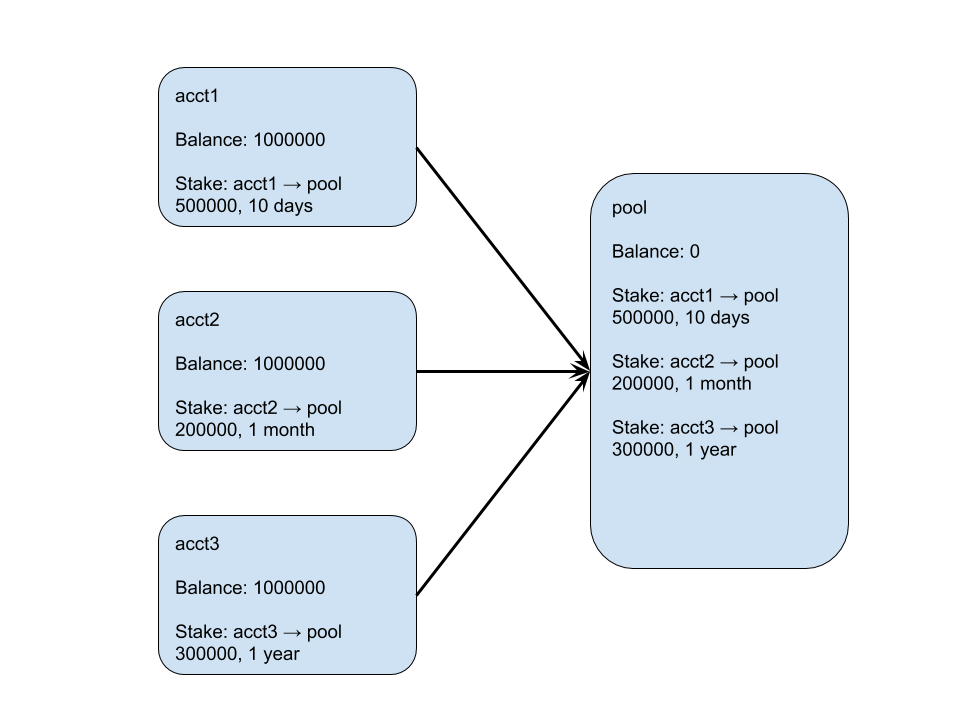 acct1
Balance: 1000000
Stake: acct1 → pool
500000, 10 days
acct2
Balance: 1000000
Stake: acct2 → pool
200000, 1 month
acct3
Balance: 1000000
Stake: acct3 → pool
300000, 1 year
pool
Balance: 0
Stake: acct1 → pool
500000, 10 days
Stake: acct2 → pool
200000, 1 month
Stake: acct3 → pool
300000, 1 year